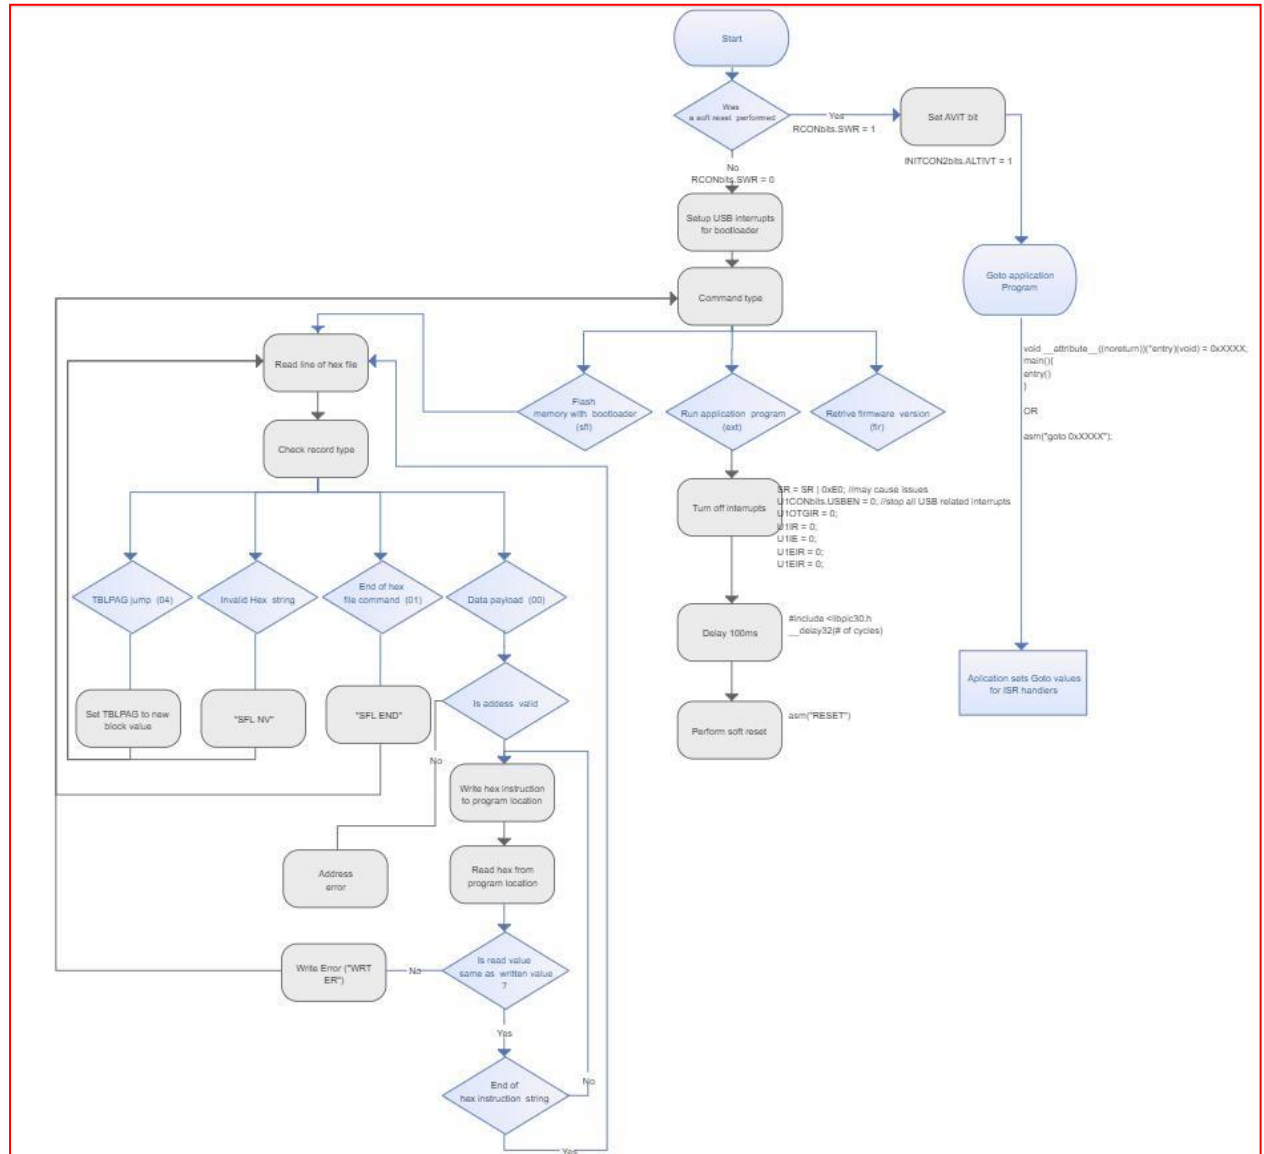 Start
Was
a soft reset performed
Yes
RCONbits.SWR = 1
Set AVIT bit
INITCON2bits.ALTIVT = 1
No
RCONbits.SWR = 0
Setup USB interrupts
for bootloader
Command type
Goto application
Program
void __attribute__((noreturn))(*entry)(void) = 0xXXXX;
main(){
entry()
}
OR
asm("goto 0xXXXX");
Read line of hex file
Flash
memory with bootloader
(sfl)
Run application program
(ext)
Retrive firmware version
(fir)
Check record type
Turn off interrupts
SR = SR | 0xE0; //may cause issues
U1CONbits.USBEN = 0; //stop all USB related interrupts
U1OTGIR = 0;
U1IR = 0;
U1IE = 0;
U1EIR = 0;
U1EIR = 0;
TBLPAG jump (04)
Invalid Hex string
End of hex
file command (01)
Data payload (00)
Delay 100ms
#Include <libpic30.h
__delay32(# of cycles)
Set TBLPAG to new
block value
"SFL NV"
"SFL END"
Is addess valid
Perform soft reset
asm("RESET")
Aplication sets Goto values
for ISR handlers
No
Write hex instruction
to program location
Address
error
Read hex from
program location
Write Error ("WRT
ER")
No
Is read value
same as written value
?
Yes
End of
hex instruction string
No
Yes